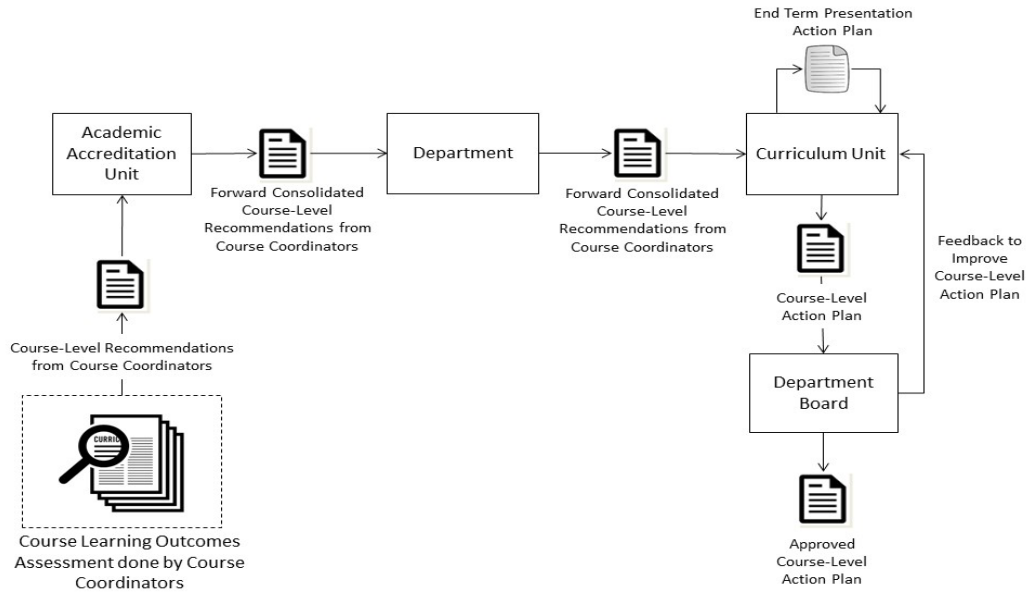 End Term Presentation
Action Plan
Academic
Accreditation
Unit
Department
Curriculum Unit
Forward Consolidated
Course-Level
Recommendations from
Course Coordinators
Forward Consolidated
Course-Level
Recommendations from
Course Coordinators
Feedback to
Improve
Course-Level
Action Plan
Course-Level
Action Plan
Course-Level Recommendations
from Course Coordinators
Department
Board
CURRIC
Course Learning Outcomes
Assessment done by Course
Coordinators
Approved
Course-Level
Action Plan